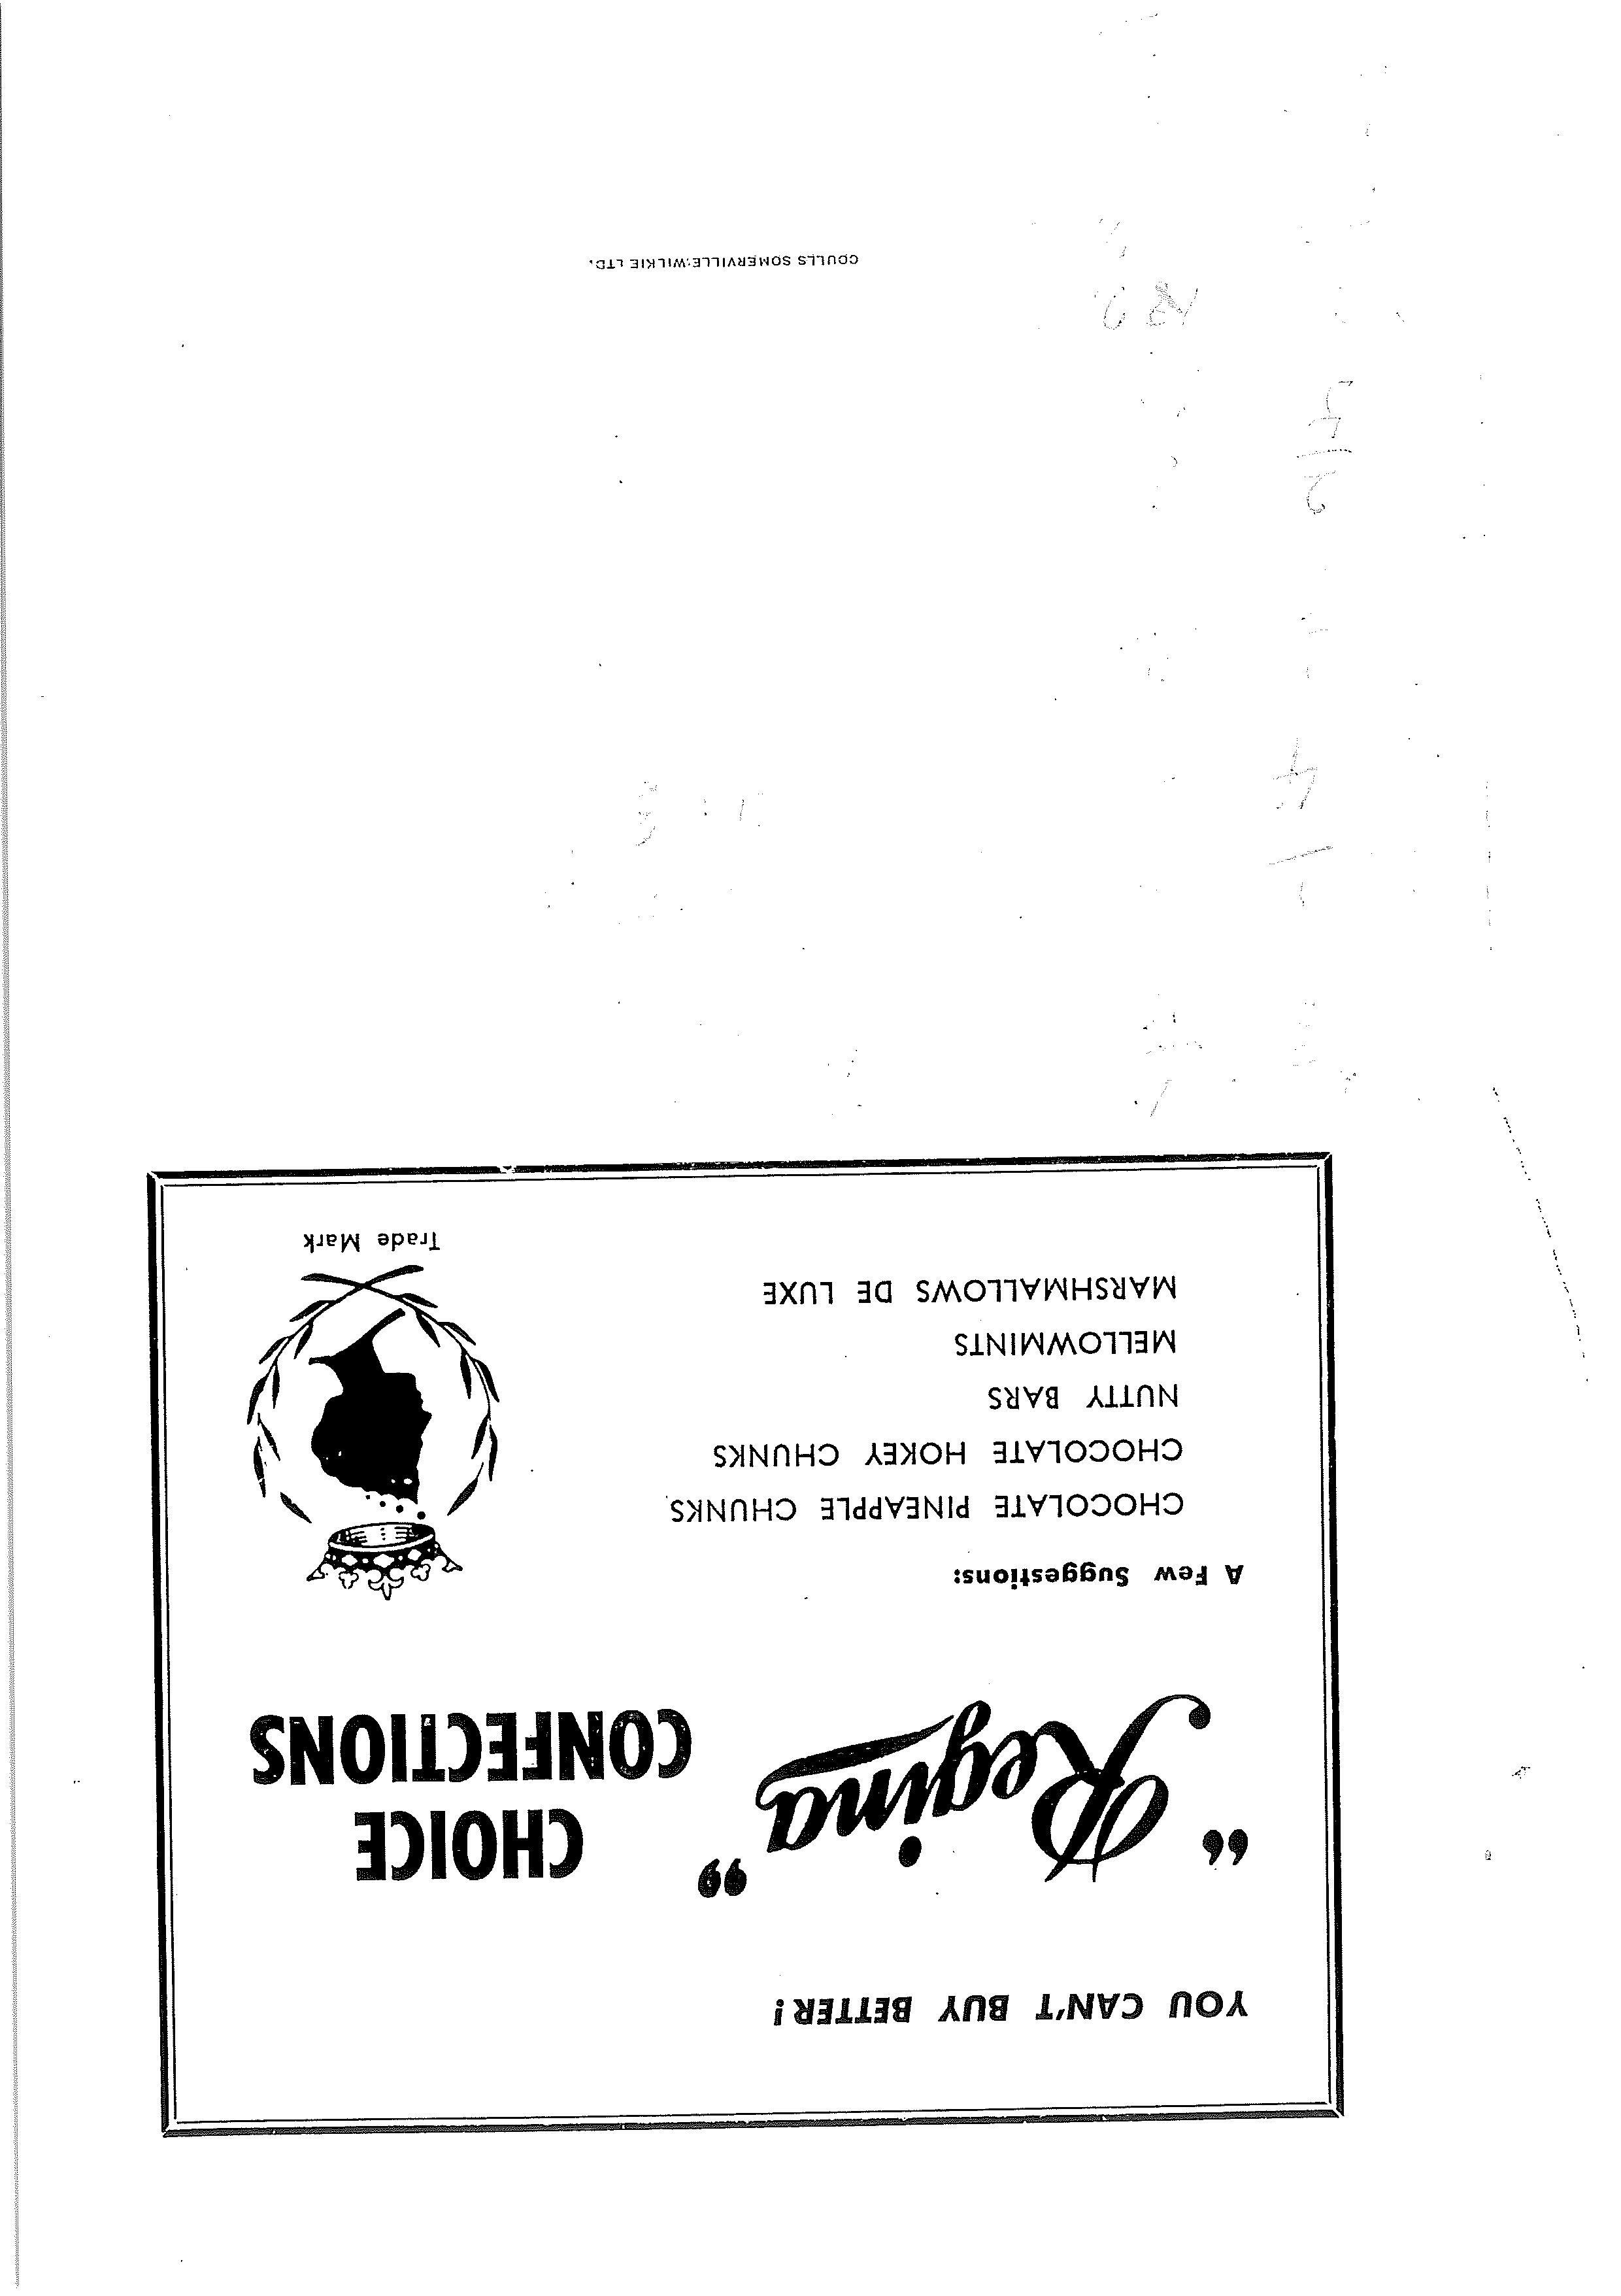 YOU CAN'T BUY BETTER!
"Regina"
CHOICE
CONFECTIONS
A Few Suggestions:
CHOCOLATE PINEAPPLE CHUNKS
CHOCOLATE HOKEY CHUNKS
NUTTY BARS
MELLOWMINTS
MARSHMALLOWS DE LUXE
Trade Mark
COULLS SOMERVILLE WILKIE LTD.